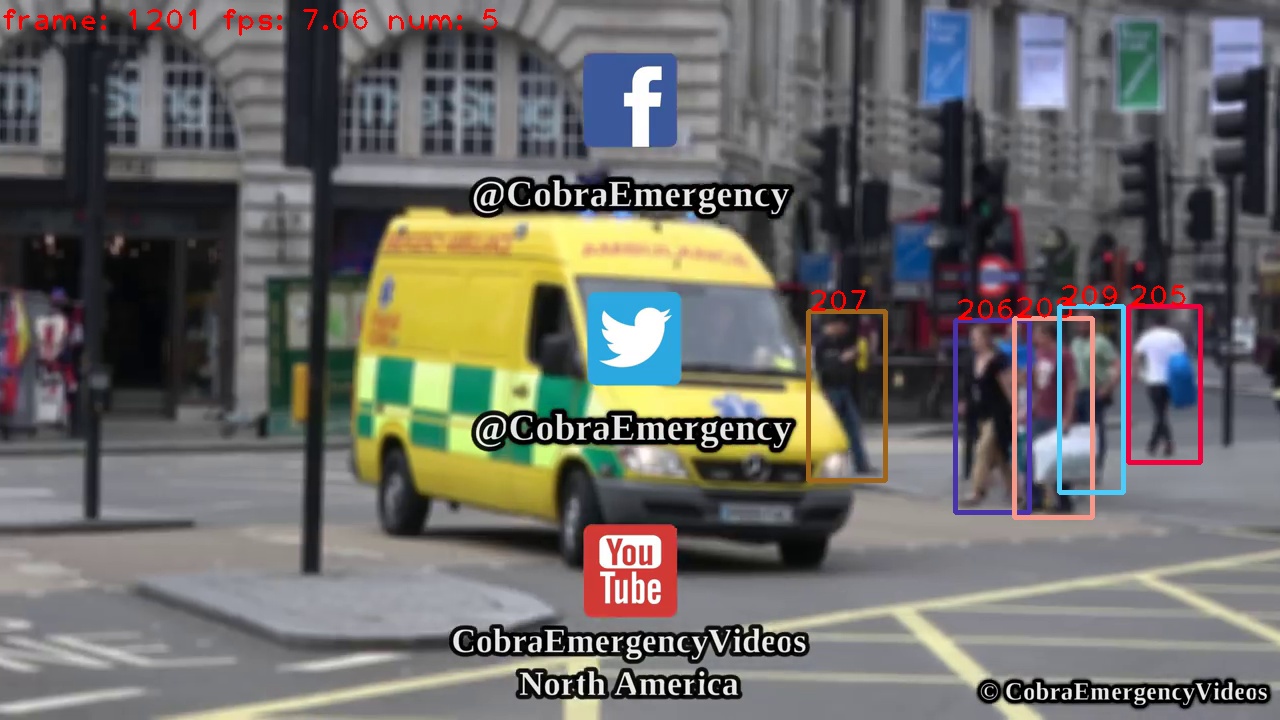 frame: 1201 fps: 7.06 num: 5
f
@CobraEmergency
207
206
209
205
@CobraEmergency
You
Tube
CobraEmergencyVideos
North America
© CobraEmergencyVideos